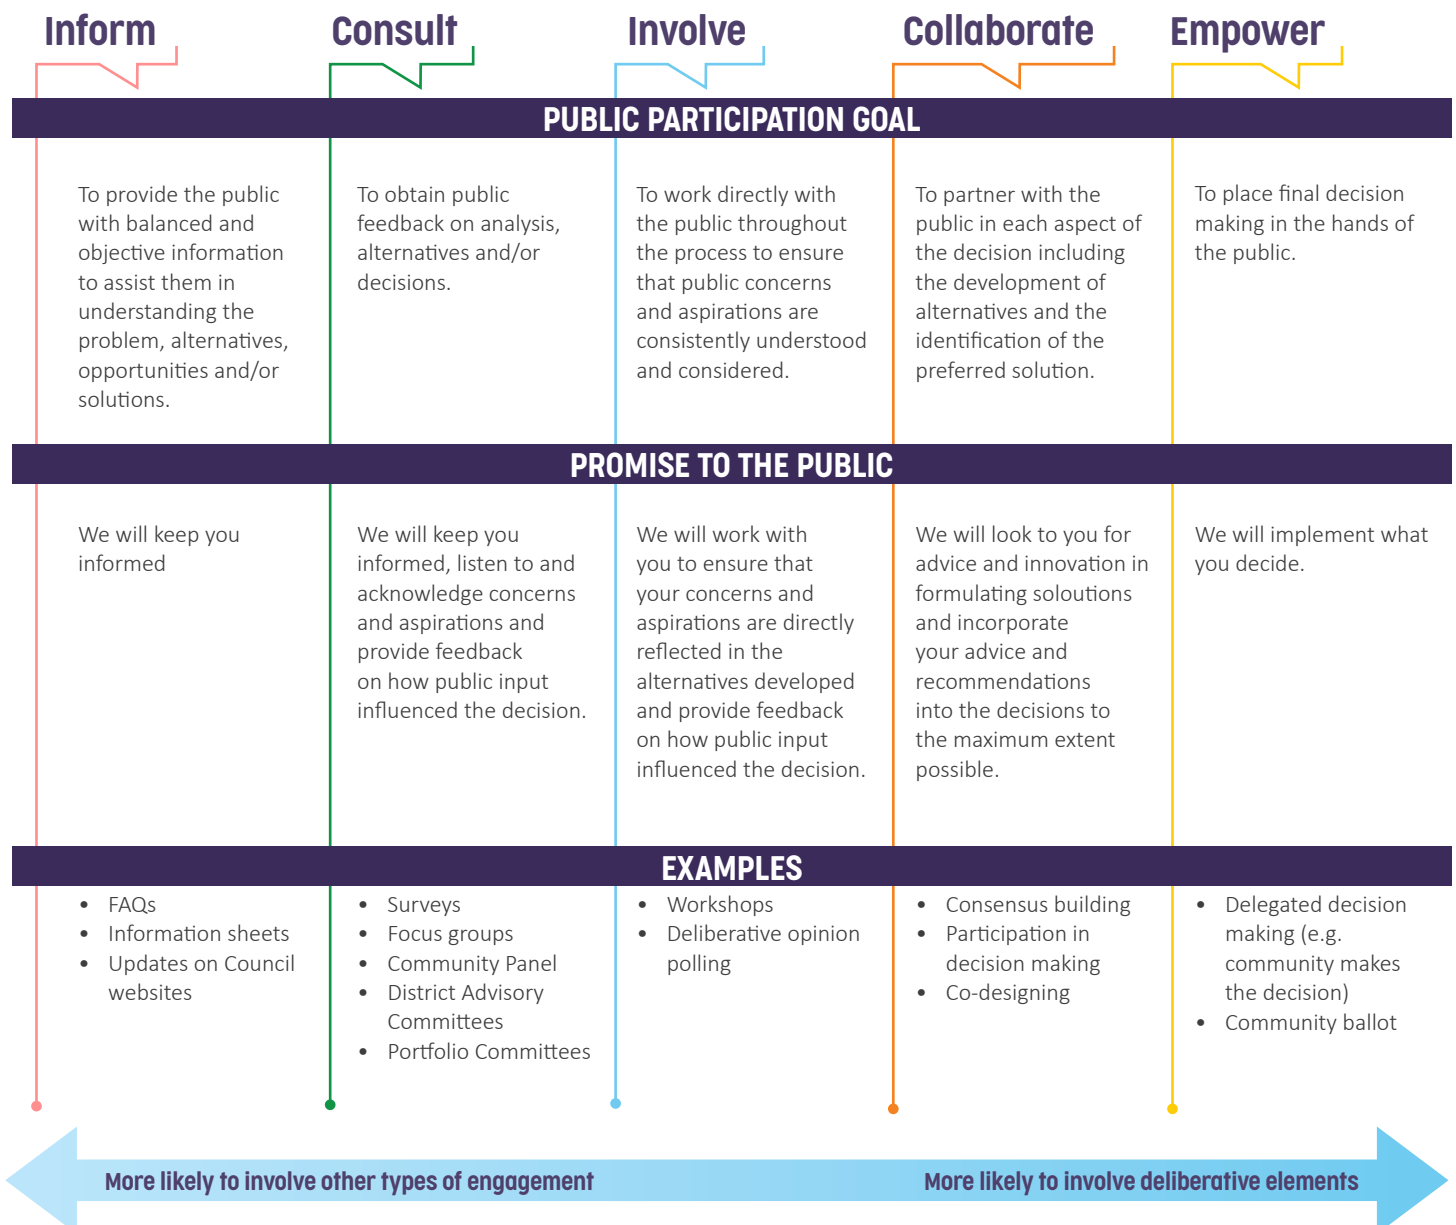 Inform
Consult
Involve
Collaborate
Empower
PUBLIC PARTICIPATION GOAL
To provide the public
with balanced and
objective information
to assist them in
understanding the
problem, alternatives,
opportunities and/or
solutions.
To obtain public
feedback on analysis,
alternatives and/or
decisions.
To work directly with
the public throughout
the process to ensure
that public concerns
and aspirations are
consistently understood
and considered.
To partner with the
public in each aspect of
the decision including
the development of
alternatives and the
identification of the
preferred solution.
To place final decision
making in the hands of
the public.
PROMISE TO THE PUBLIC
We will keep you
informed
We will keep you
informed, listen to and
acknowledge concerns
and aspirations and
provide feedback
on how public input
influenced the decision.
We will work with
you to ensure that
your concerns and
aspirations are directly
reflected in the
alternatives developed
and provide feedback
on how public input
influenced the decision.
We will look to you for
advice and innovation in
formulating soloutions
and incorporate
your advice and
recommendations
into the decisions to
the maximum extent
possible.
We will implement what
you decide.
EXAMPLES
• FAQs
• Information sheets
• Updates on Council
websites
• Surveys
• Focus groups
• Community Panel
• District Advisory
Committees
• Portfolio Committees
• Workshops
• Deliberative opinion
polling
• Consensus building
• Participation in
decision making
• Co-designing
• Delegated decision
making (e.g.
community makes
the decision)
• Community ballot
More likely to involve other types of engagement
More likely to involve deliberative elements